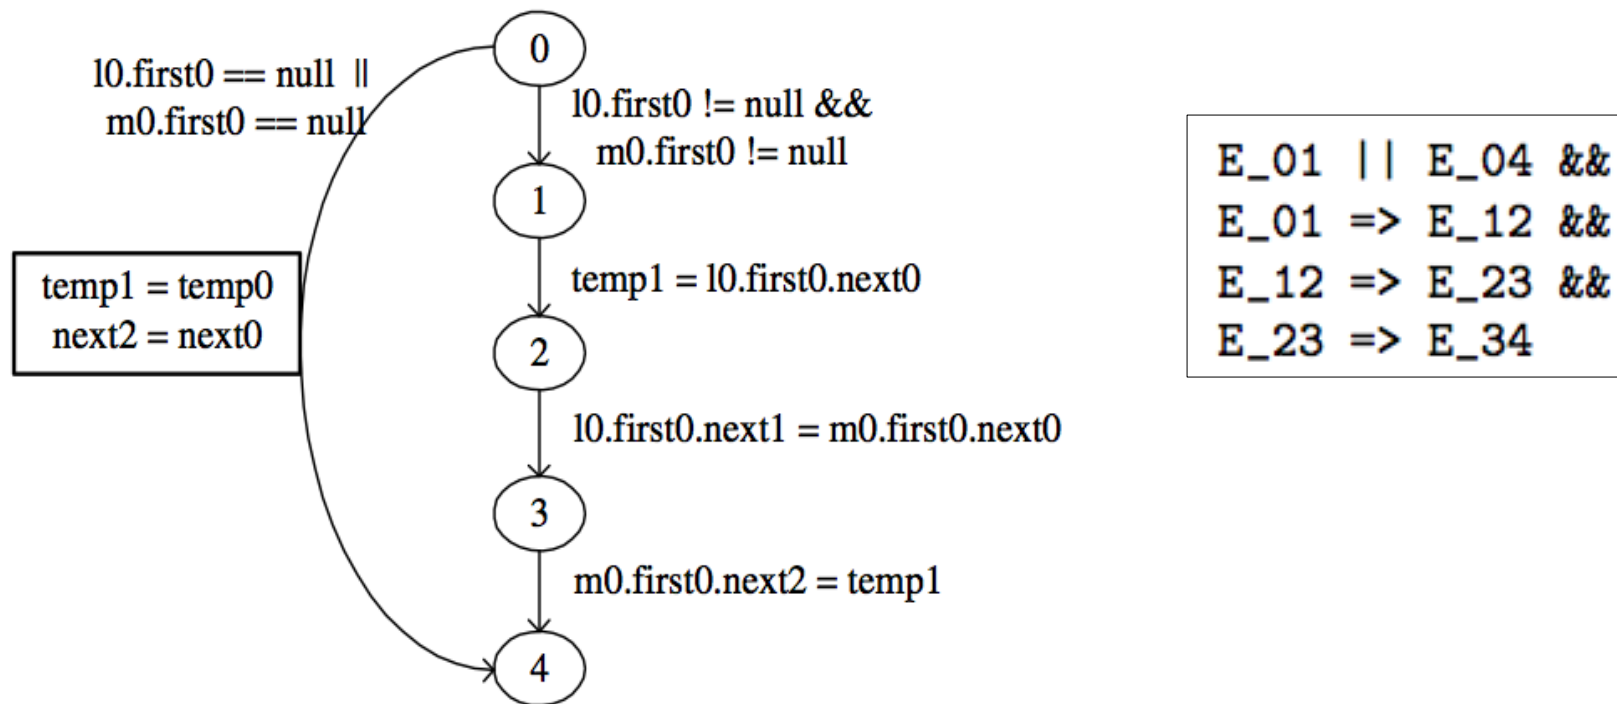 0
l0.first0 == null ||
m0.first0 == null
l0.first0 != null &&
m0.first0 != null
1
temp1 = temp0
next2 = next0
temp1 = l0.first0.next0
2
l0.first0.next1 = m0.first0.next0
3
m0.first0.next2 = temp1
4
E_01 || E_04 &&
E_01 => E_12 &&
E_12 => E_23 &&
E_23 => E_34